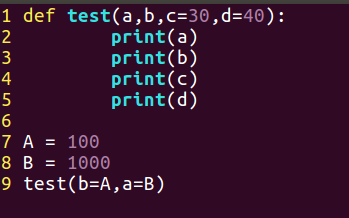 1 def test(a,b,c=30,d=40):
2         print(a)
3         print(b)
4         print(c)
5         print(d)
6
7 A = 100
8 B = 1000
9 test(b=A,a=B)